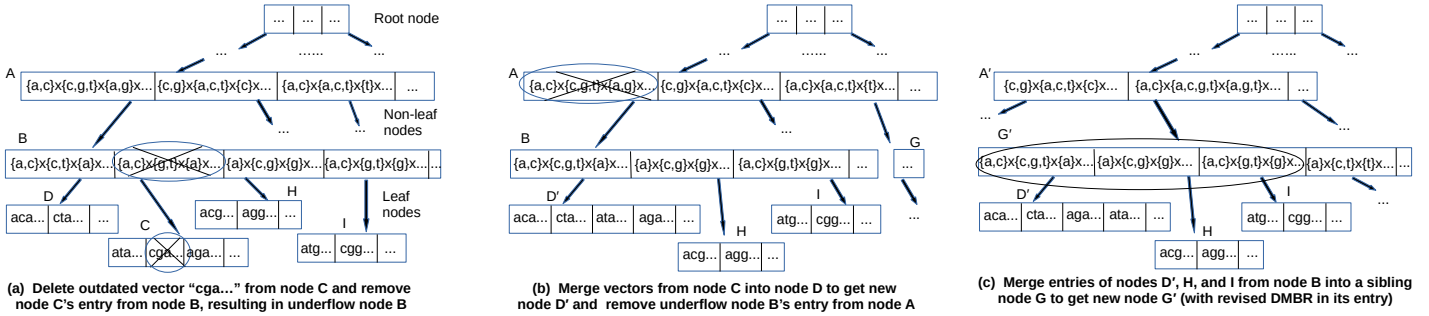 ... ... ...
Root node
... ...... ...
A
{a,c}x{c,g,t}x{a,g}x... {c,g}x{a,c,t}x{c}x... {a,c}x{a,c,t}x{t}x... ...
... ...
Non-leaf
nodes
B
{a,c}x{c,t}x{a}x... {a,c}x{g,t}x{a}x... {a}x{c,g}x{g}x... {a,c}x{g,t}x{g}x... ...
D
aca... cta... ...
H
acg... agg... ...
Leaf
nodes
C
ata... cga... aga... ...
I
atg... cgg... ...
(a) Delete outdated vector “cga...” from node C and remove
node C’s entry from node B, resulting in underflow node B
... ... ...
... ...... ...
A
{a,c}x{c,g,t}x{a,g}x... {c,g}x{a,c,t}x{c}x... {a,c}x{a,c,t}x{t}x... ...
...
B
{a,c}x{c,g,t}x{a}x... {a}x{c,g}x{g}x... {a,c}x{g,t}x{g}x... ...
G
...
...
D′
aca... cta... ata... aga... ...
I
atg... cgg... ...
H
acg... agg... ...
(b) Merge vectors from node C into node D to get new
node D′ and remove underflow node B’s entry from node A
... ... ...
... ...... ...
A′
{c,g}x{a,c,t}x{c}x... {a,c}x{a,c,g,t}x{a,g,t}x... ...
... ...
G′
{a,c}x{c,g,t}x{a}x... {a}x{c,g}x{g}x... {a,c}x{g,t}x{g}x... {a}x{c,t}x{t}x... ...
...
D′
aca... cta... aga... ata... ...
I
atg... cgg... ...
H
acg... agg... ...
(c) Merge entries of nodes D′, H, and I from node B into a sibling
node G to get new node G′ (with revised DMBR in its entry)